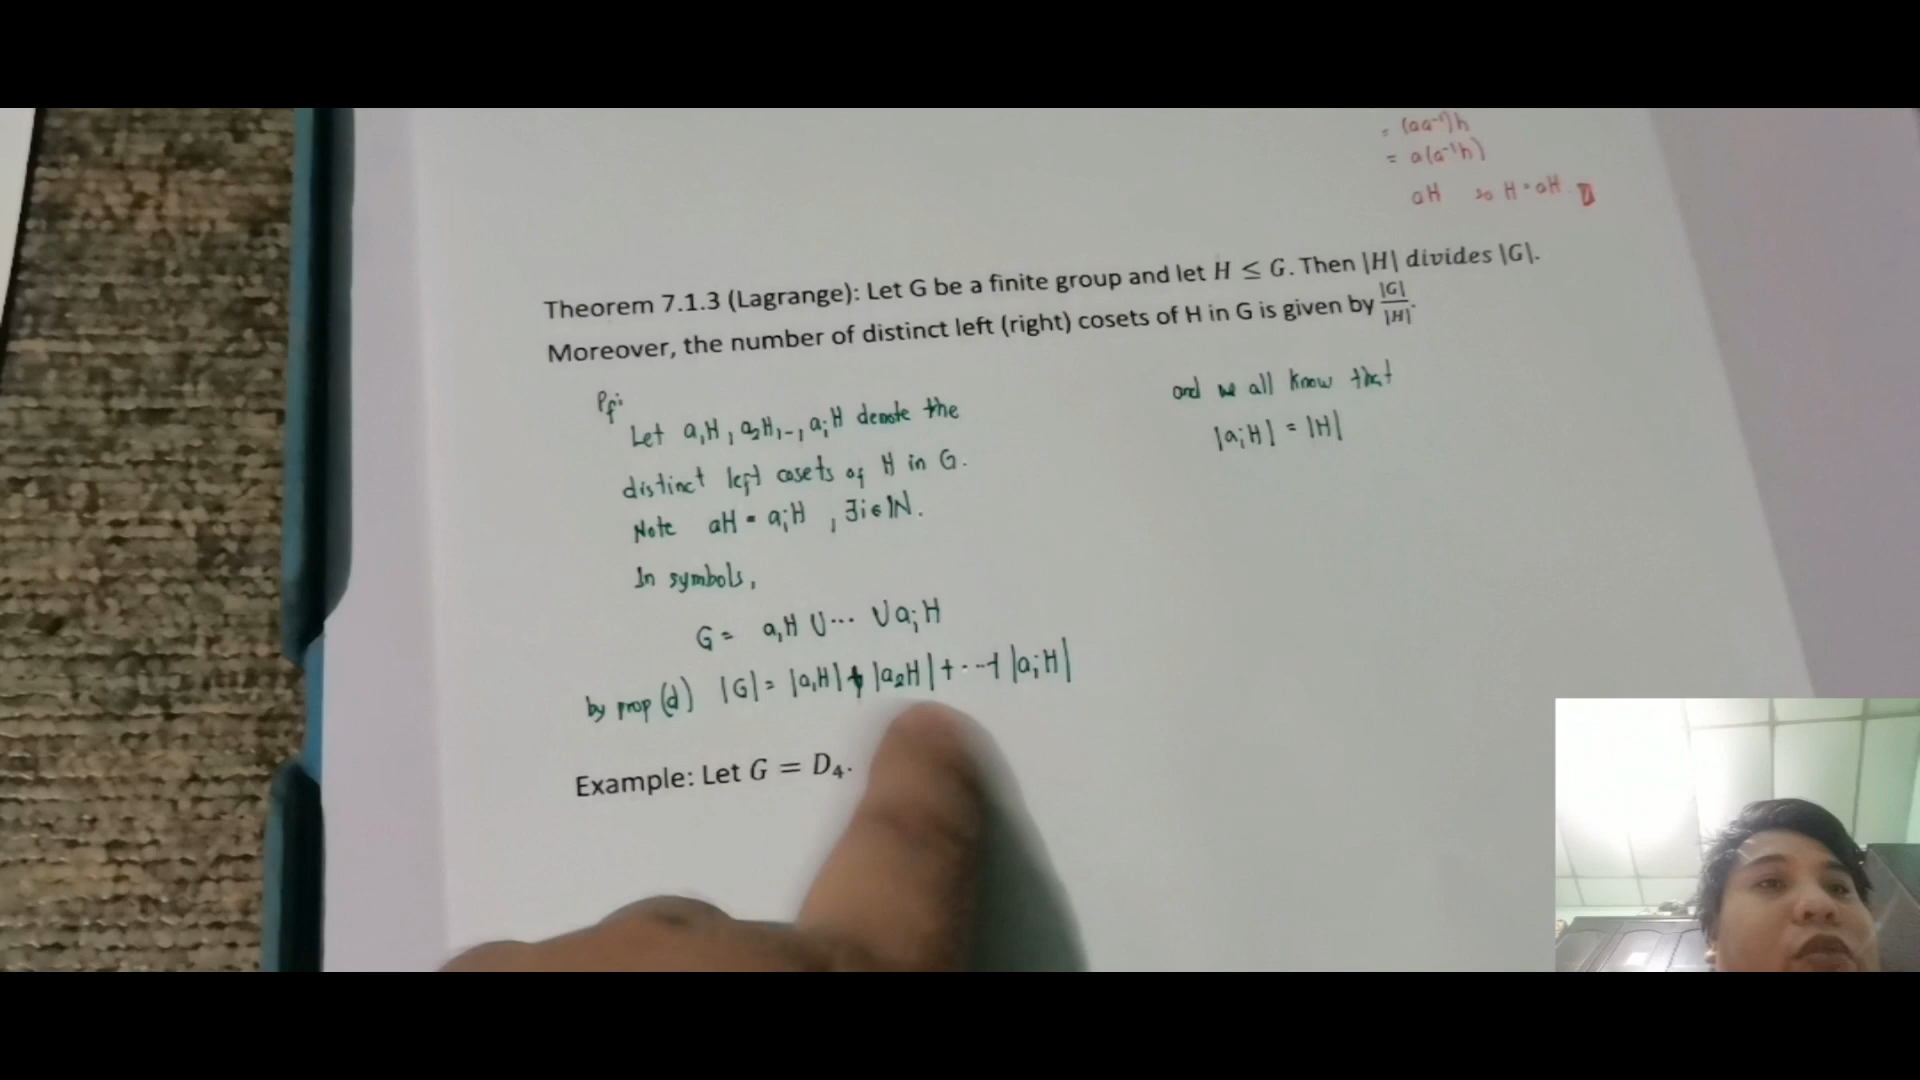 = (aa⁻¹)h
= a(a⁻¹h)
aH so H = aH.
Theorem 7.1.3 (Lagrange): Let G be a finite group and let H ≤ G. Then |H| divides |G|.
Moreover, the number of distinct left (right) cosets of H in G is given by |G|/|H|.
Pf:
Let a₁H, a₂H, -, aᵢH denote the
distinct left cosets of H in G.
Note aH = aᵢH , ∃i∈ℕ.
In symbols,
G = a₁H ∪ ... ∪ aᵢH
by prop (d) |G| = |a₁H| + |a₂H| + ... + |aᵢH|
and we all know that
|aᵢH| = |H|
Example: Let G = D₄.